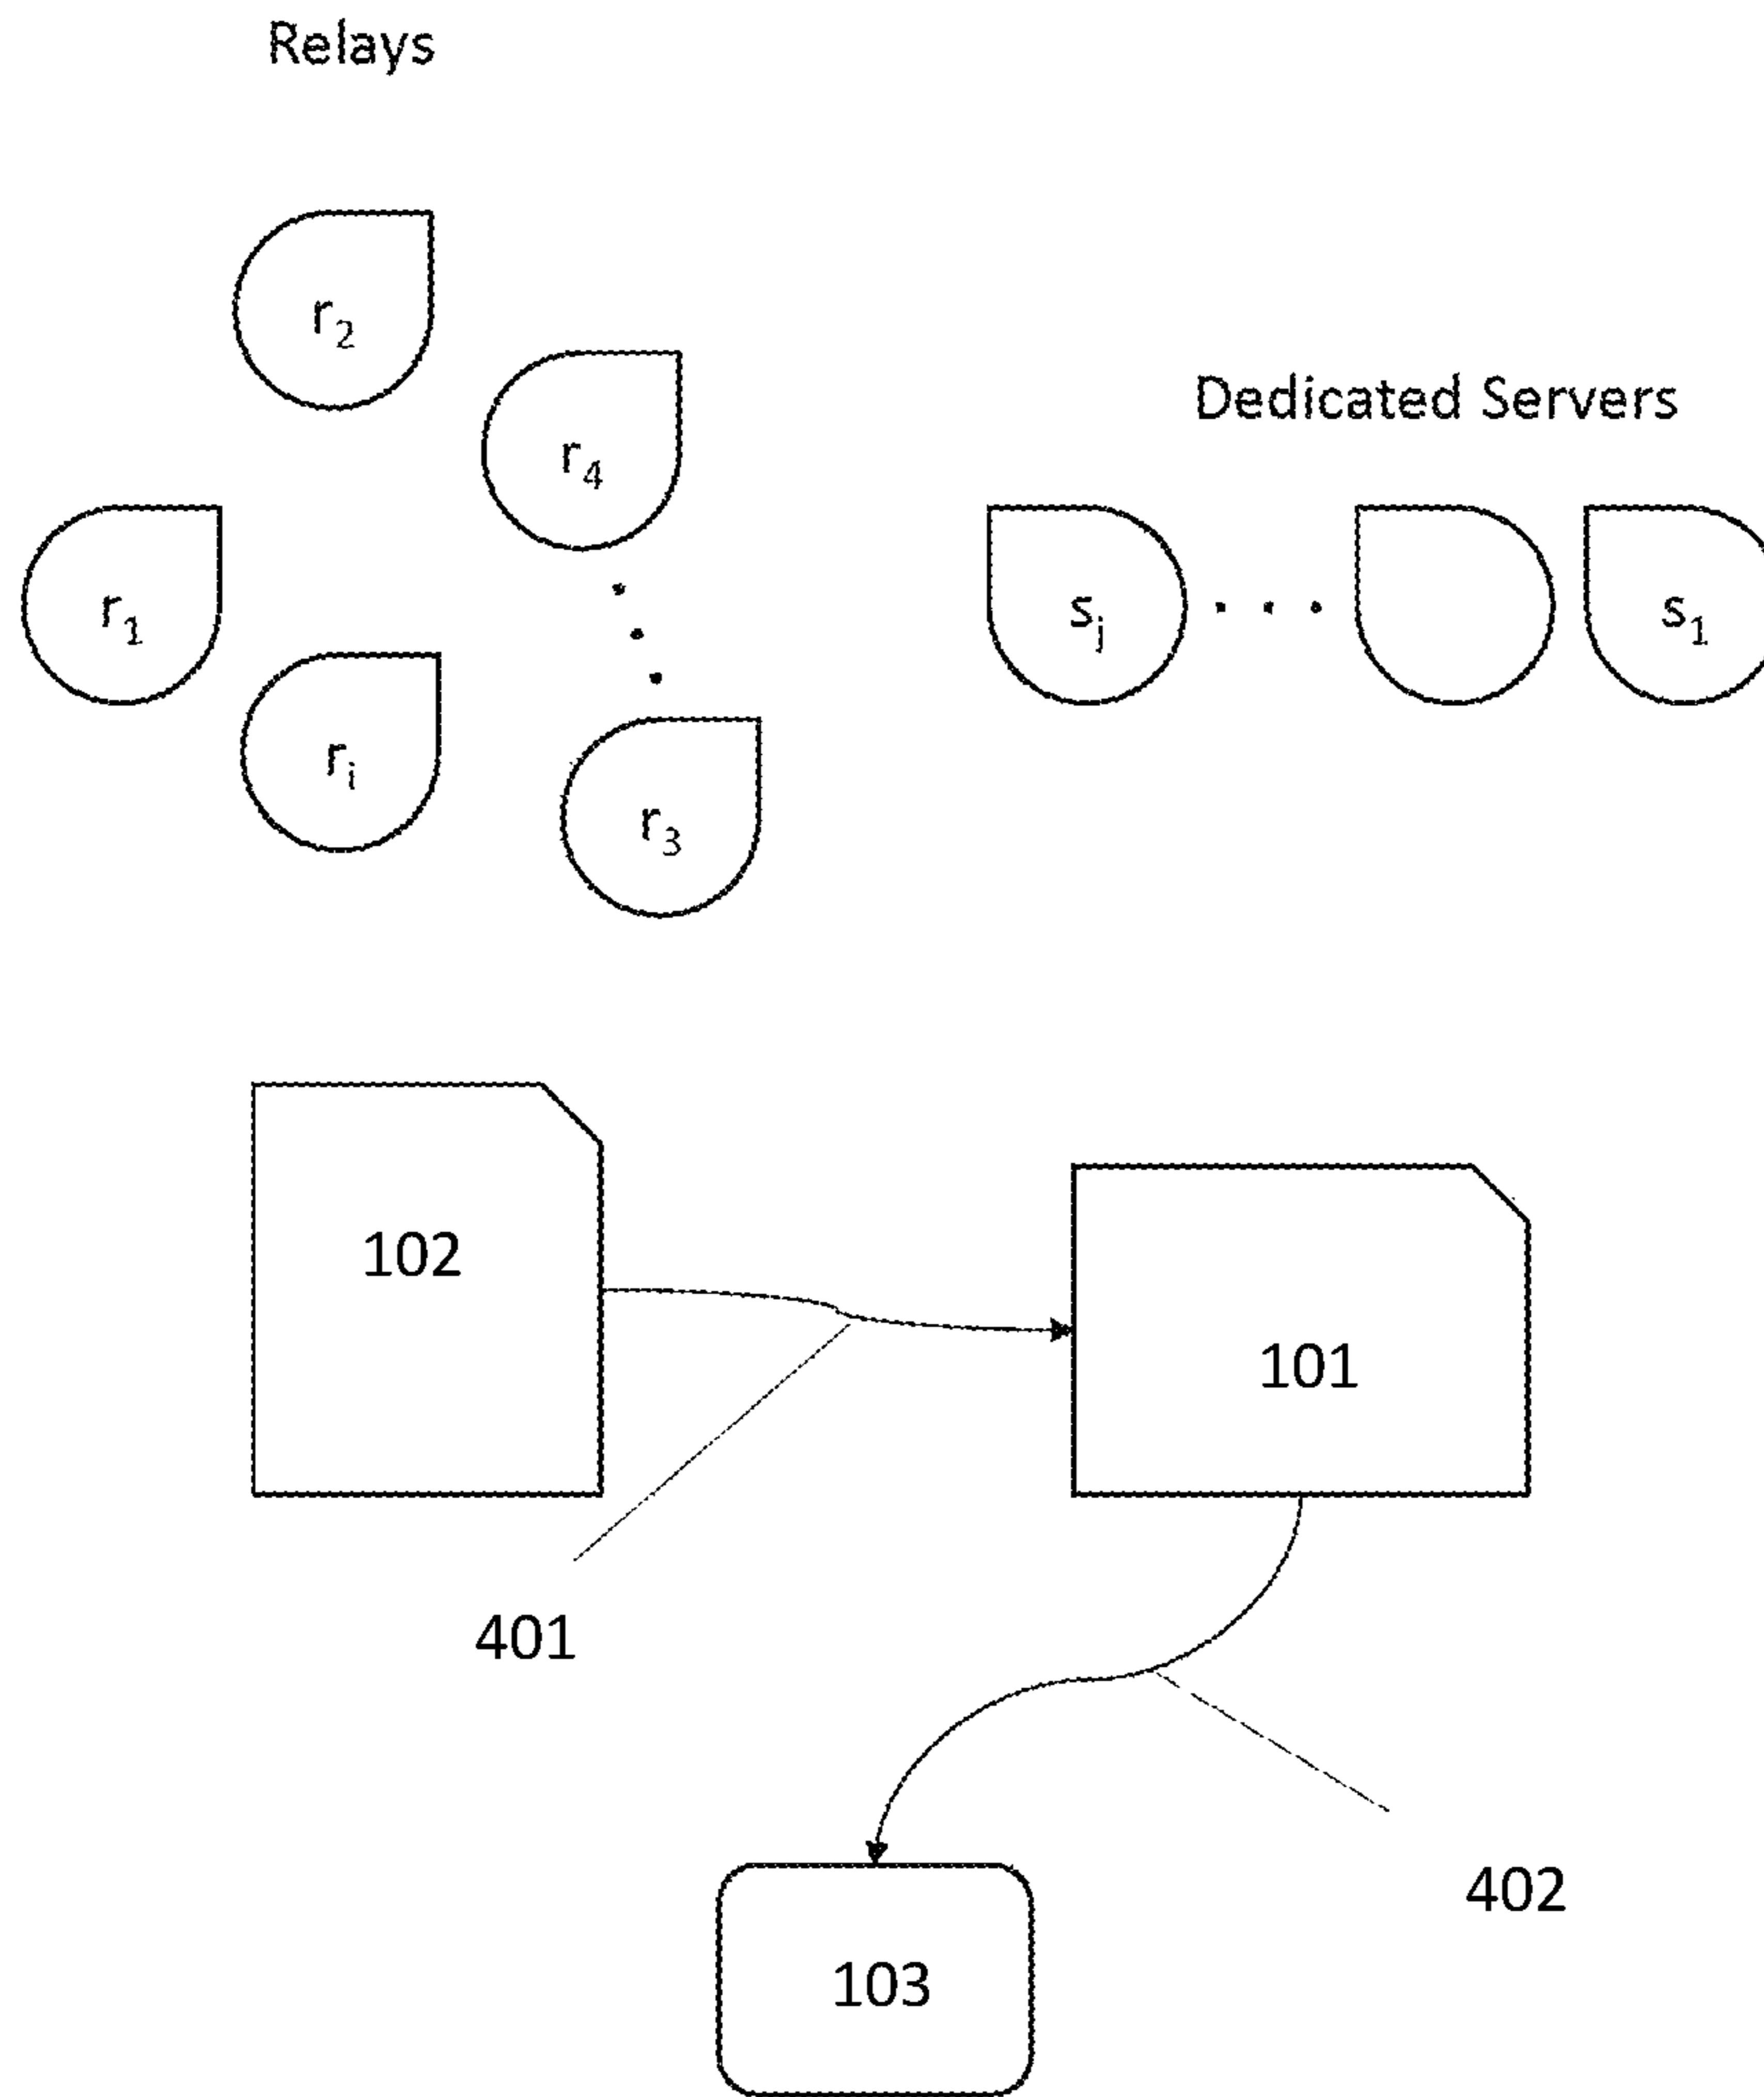 Relays
r2
r4
Dedicated Servers
r1
sj
s1
ri
r3
102
101
401
402
103